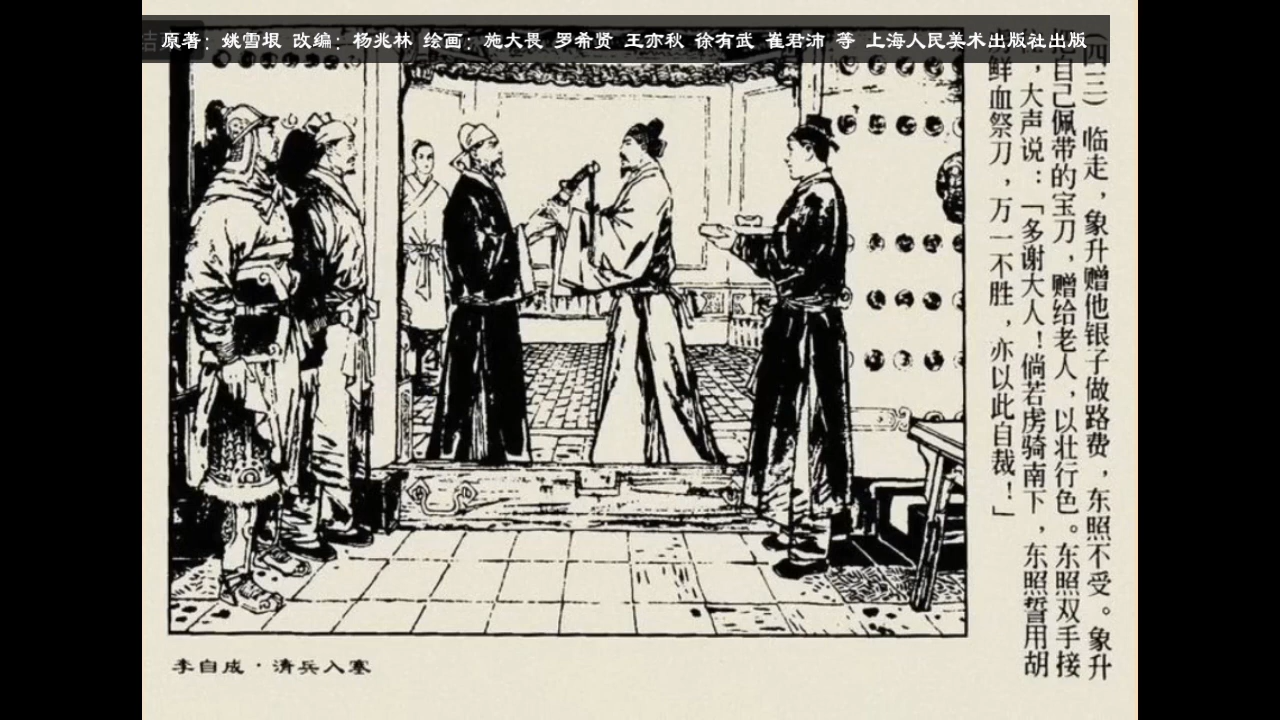 原著：姚雪垠 改编：杨兆林 绘画：施大畏 罗希贤 王亦秋 徐有武 崔君沛 等 上海人民美术出版社出版
(四三) 临走，象升赠他银子做路费，东照不受。象升
自己佩带的宝刀，赠给老人，以壮行色。东照双手接
，大声说：「多谢大人！倘若虏骑南下，东照誓用胡
鲜血祭刀，万一不胜，亦以此自裁！」
李自成·清兵入塞